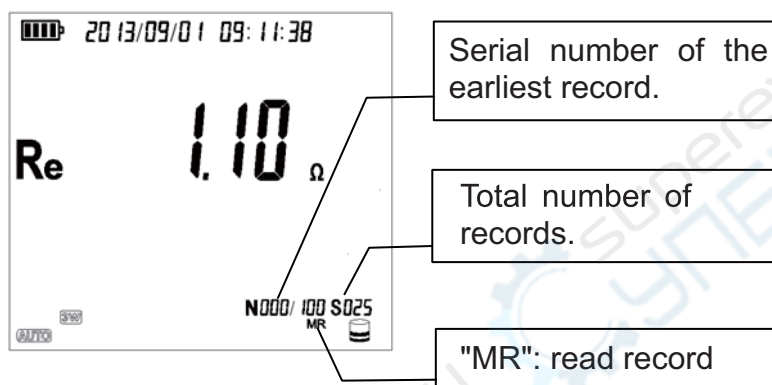 2013/09/01 09:11:38
Serial number of the
earliest record.
Re 1.10 Ω
Total number of
records.
N000/100 S025
MR
3W
AUTO
"MR": read record